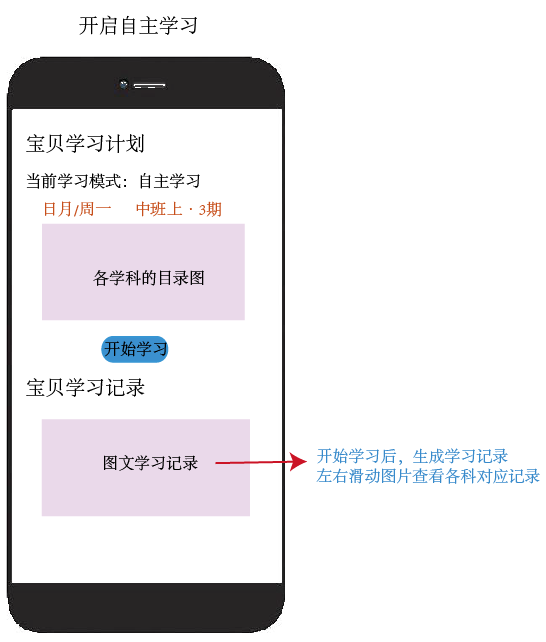 开启自主学习
宝贝学习计划
当前学习模式：自主学习
日月/周一 中班上·3期
各学科的目录图
开始学习
宝贝学习记录
图文学习记录
开始学习后，生成学习记录
左右滑动图片查看各科对应记录